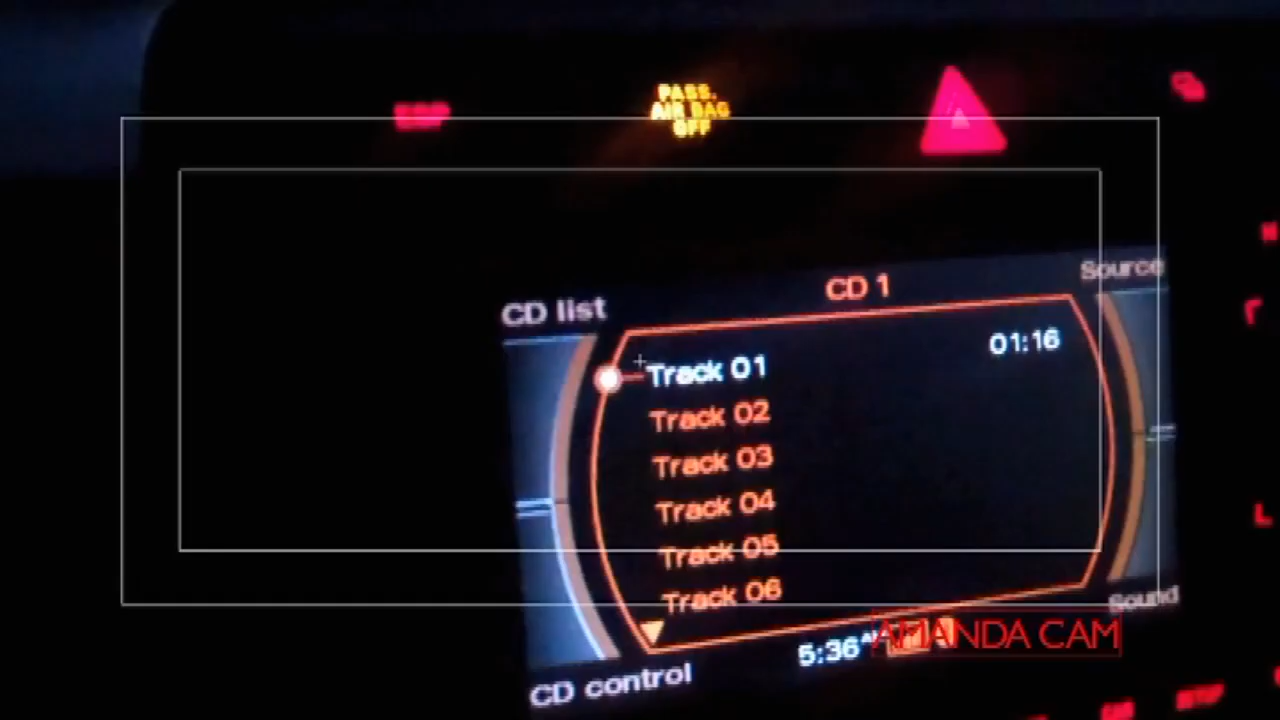 ESP
PASS.
AIR BAG
OFF
Source
CD list
CD 1
Track 01
01:16
Track 02
Track 03
Track 04
Track 05
Track 06
Sound
5:36
AMANDA CAM
CD control